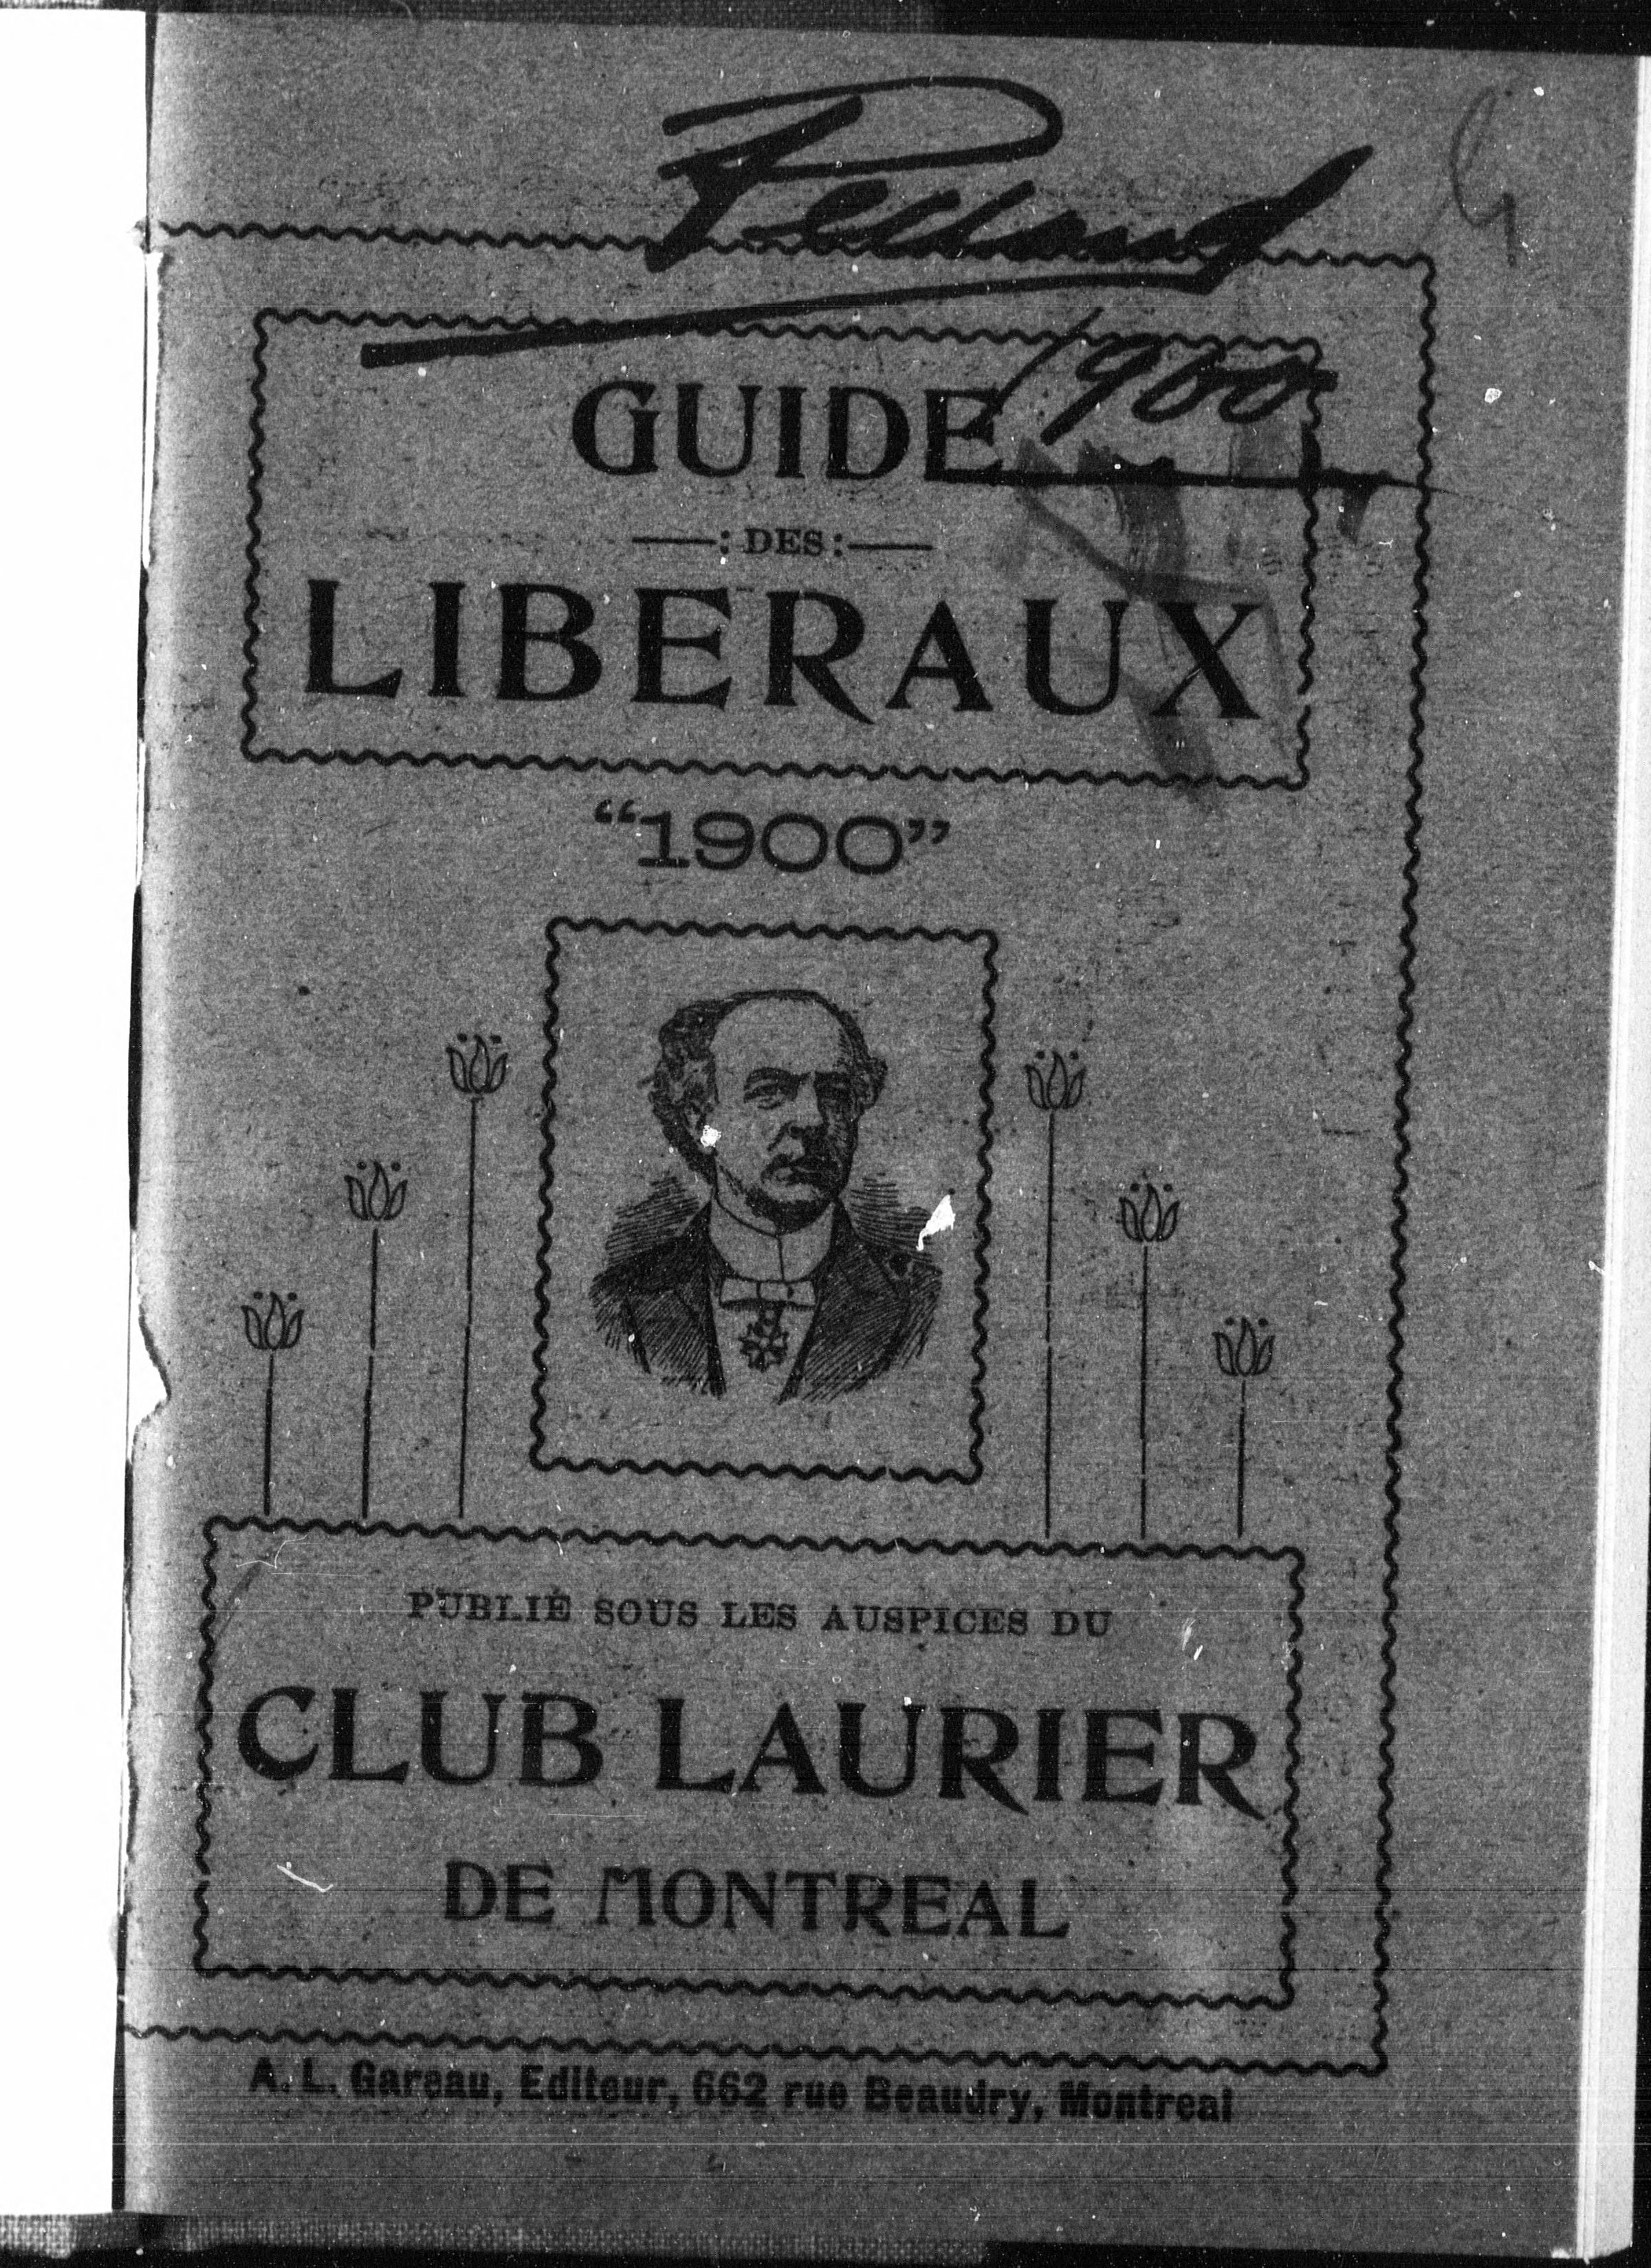 Pelland
1900
GUIDE
: DES :
LIBERAUX
“1900”
PUBLIÉ SOUS LES AUSPICES DU
CLUB LAURIER
DE MONTREAL
A. L. Gareau, Editeur, 662 rue Beaudry, Montreal